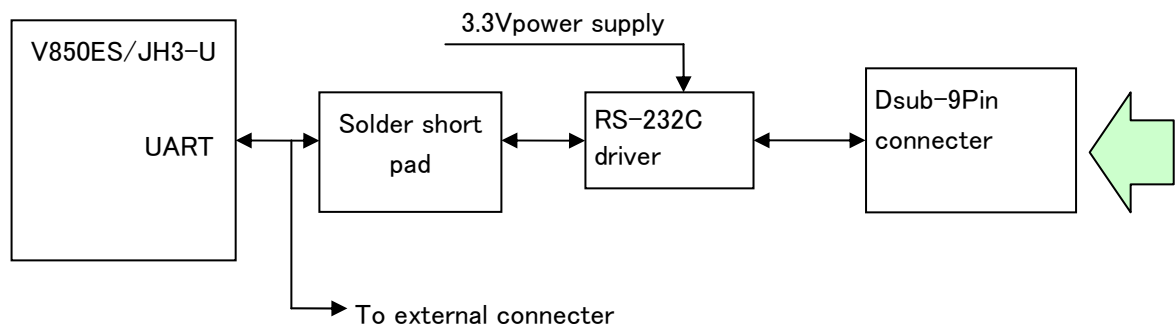 3.3Vpower supply
V850ES/JH3-U
UART
Solder short
pad
RS-232C
driver
Dsub-9Pin
connecter
To external connecter